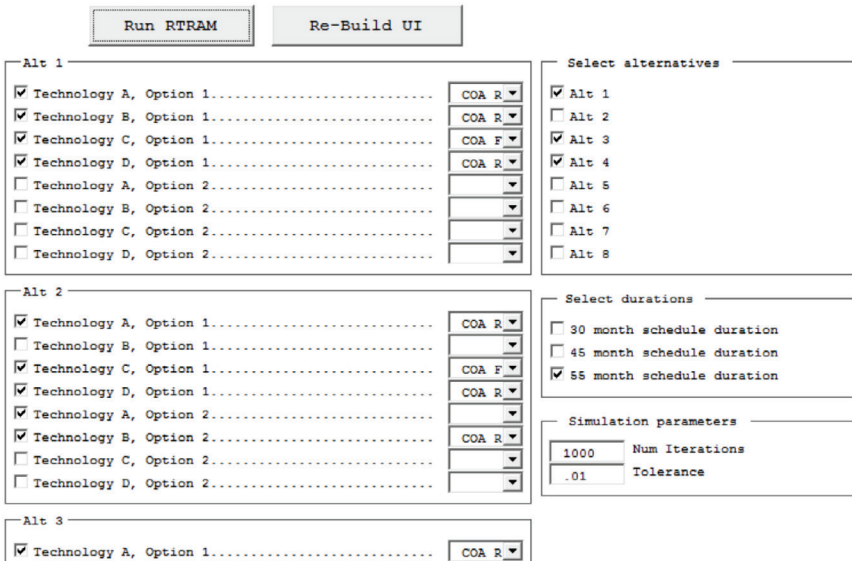 Run RTRAM
Re-Build UI
Alt 1
Technology A, Option 1............................ COA R
Technology B, Option 1............................ COA R
Technology C, Option 1............................ COA F
Technology D, Option 1............................ COA R
Technology A, Option 2............................
Technology B, Option 2............................
Technology C, Option 2............................
Technology D, Option 2............................
Alt 2
Technology A, Option 1............................ COA R
Technology B, Option 1............................
Technology C, Option 1............................ COA F
Technology D, Option 1............................ COA R
Technology A, Option 2............................
Technology B, Option 2............................ COA R
Technology C, Option 2............................
Technology D, Option 2............................
Alt 3
Technology A, Option 1............................ COA R
Select alternatives
Alt 1
Alt 2
Alt 3
Alt 4
Alt 5
Alt 6
Alt 7
Alt 8
Select durations
30 month schedule duration
45 month schedule duration
55 month schedule duration
Simulation parameters
1000 Num Iterations
.01 Tolerance